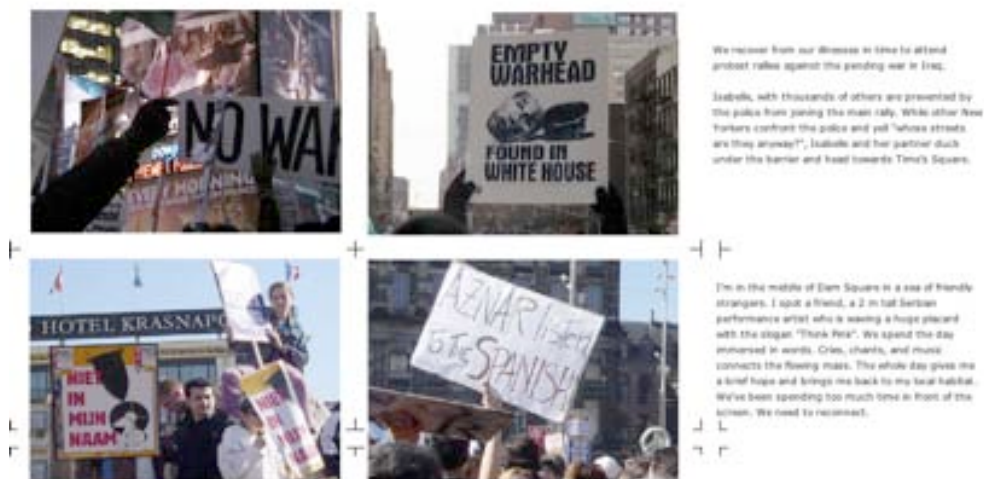 NO WAR
EMPTY
WARHEAD
FOUND IN
WHITE HOUSE
We recover from our illnesses in time to attend
protest rallies against the pending war in Iraq.
Isabelle, with thousands of others are prevented by
the police from joining the main rally. While other New
Yorkers confront the police and yell "whose streets
are they anyway?", Isabelle and her partner duck
under the barrier and head towards Time's Square.
HOTEL KRASNAPO
NIET
IN
MIJN
NAAM
NIET
IN
AZNAR LISTEN
TO THE SPANISH
I'm in the middle of Dam Square in a sea of friendly
strangers. I spot a friend, a 2 m tall Serbian
performance artist who is waving a huge placard
with the slogan "Think Pink". We spend the day
immersed in words. Cries, chants, and music
connects the flowing mass. The whole day gives me
a brief hope and brings me back to my local habitat.
We've been spending too much time in front of the
screen. We need to reconnect.